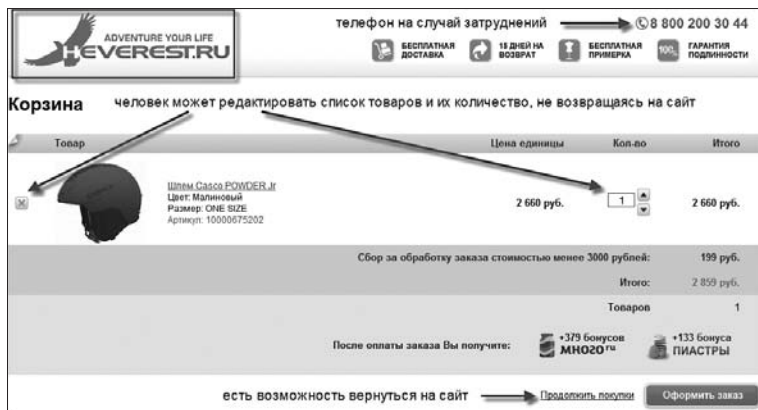 телефон на случай затруднений 8 800 200 30 44
ADVENTURE YOUR LIFE
HEVEREST.RU
БЕСПЛАТНАЯ ДОСТАВКА
15 ДНЕЙ НА ВОЗВРАТ
БЕСПЛАТНАЯ ПРИМЕРКА
100% ГАРАНТИЯ ПОДЛИННОСТИ
Корзина человек может редактировать список товаров и их количество, не возвращаясь на сайт
Товар Цена единицы Кол-во Итого
Шлем Casco POWDER Jr
Цвет: Малиновый
Размер: ONE SIZE
Артикул: 10000675202
2 660 руб. 1 2 660 руб.
Сбор за обработку заказа стоимостью менее 3000 рублей: 199 руб.
Итого: 2 859 руб.
Товаров 1
После оплаты заказа Вы получите: +379 бонусов МНОГО ru +133 бонуса ПИАСТРЫ
есть возможность вернуться на сайт Продолжить покупки Оформить заказ